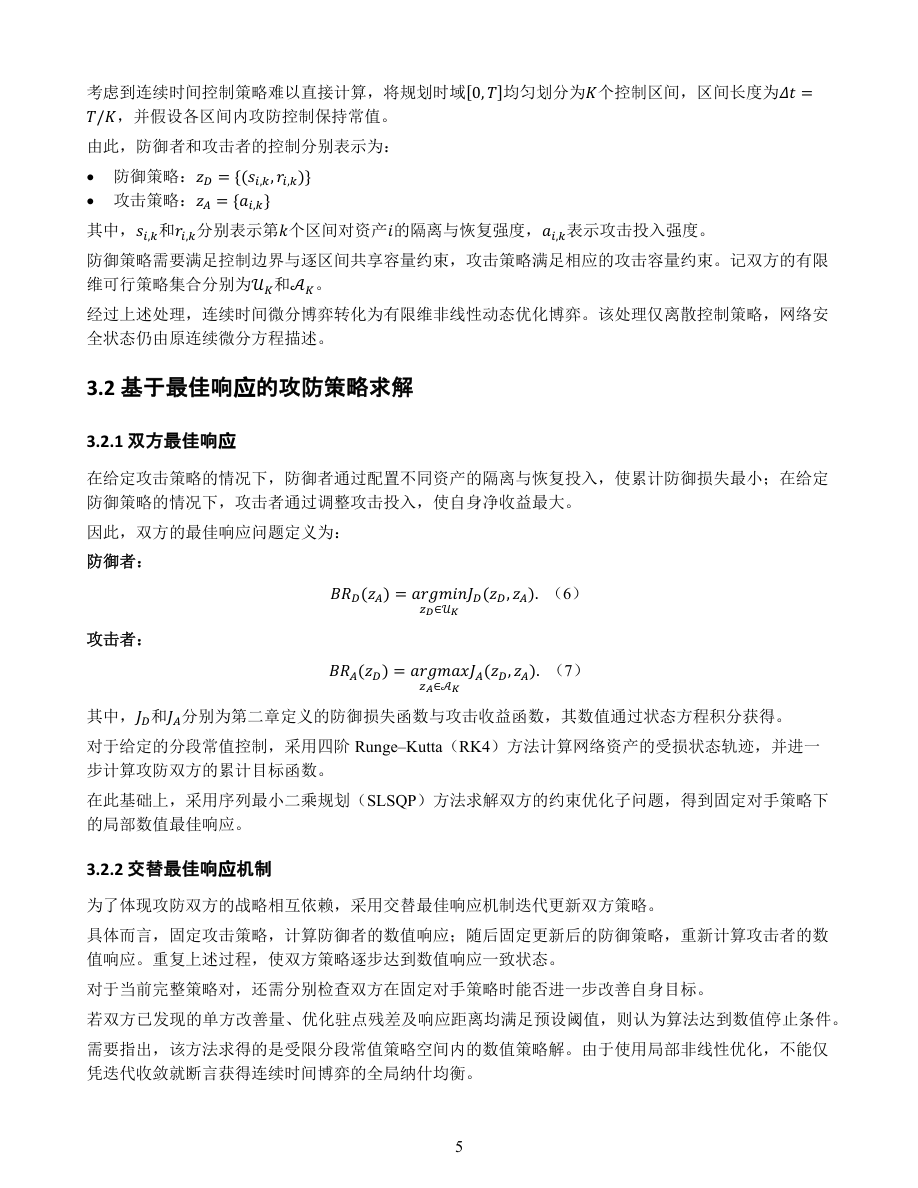 考虑到连续时间控制策略难以直接计算，将规划时域[0, T]均匀划分为K个控制区间，区间长度为Δt =
T/K，并假设各区间内攻防控制保持常值。
由此，防御者和攻击者的控制分别表示为：
• 防御策略：z_D = {(s_{i,k}, r_{i,k})}
• 攻击策略：z_A = {a_{i,k}}
其中，s_{i,k}和r_{i,k}分别表示第k个区间对资产i的隔离与恢复强度，a_{i,k}表示攻击投入强度。
防御策略需要满足控制边界与逐区间共享容量约束，攻击策略满足相应的攻击容量约束。记双方的有限
维可行策略集合分别为𝒰_K和𝒜_K。
经过上述处理，连续时间微分博弈转化为有限维非线性动态优化博弈。该处理仅离散控制策略，网络安
全状态仍由原连续微分方程描述。
3.2 基于最佳响应的攻防策略求解
3.2.1 双方最佳响应
在给定攻击策略的情况下，防御者通过配置不同资产的隔离与恢复投入，使累计防御损失最小；在给定
防御策略的情况下，攻击者通过调整攻击投入，使自身净收益最大。
因此，双方的最佳响应问题定义为：
防御者：
BR_D(z_A) = argmin_{z_D∈𝒰_K} J_D(z_D, z_A). （6）
攻击者：
BR_A(z_D) = argmax_{z_A∈𝒜_K} J_A(z_D, z_A). （7）
其中，J_D和J_A分别为第二章定义的防御损失函数与攻击收益函数，其数值通过状态方程积分获得。
对于给定的分段常值控制，采用四阶 Runge–Kutta（RK4）方法计算网络资产的受损状态轨迹，并进一
步计算攻防双方的累计目标函数。
在此基础上，采用序列最小二乘规划（SLSQP）方法求解双方的约束优化子问题，得到固定对手策略下
的局部数值最佳响应。
3.2.2 交替最佳响应机制
为了体现攻防双方的战略相互依赖，采用交替最佳响应机制迭代更新双方策略。
具体而言，固定攻击策略，计算防御者的数值响应；随后固定更新后的防御策略，重新计算攻击者的数
值响应。重复上述过程，使双方策略逐步达到数值响应一致状态。
对于当前完整策略对，还需分别检查双方在固定对手策略时能否进一步改善自身目标。
若双方已发现的单方改善量、优化驻点残差及响应距离均满足预设阈值，则认为算法达到数值停止条件。
需要指出，该方法求得的是受限分段常值策略空间内的数值策略解。由于使用局部非线性优化，不能仅
凭迭代收敛就断言获得连续时间博弈的全局纳什均衡。
5